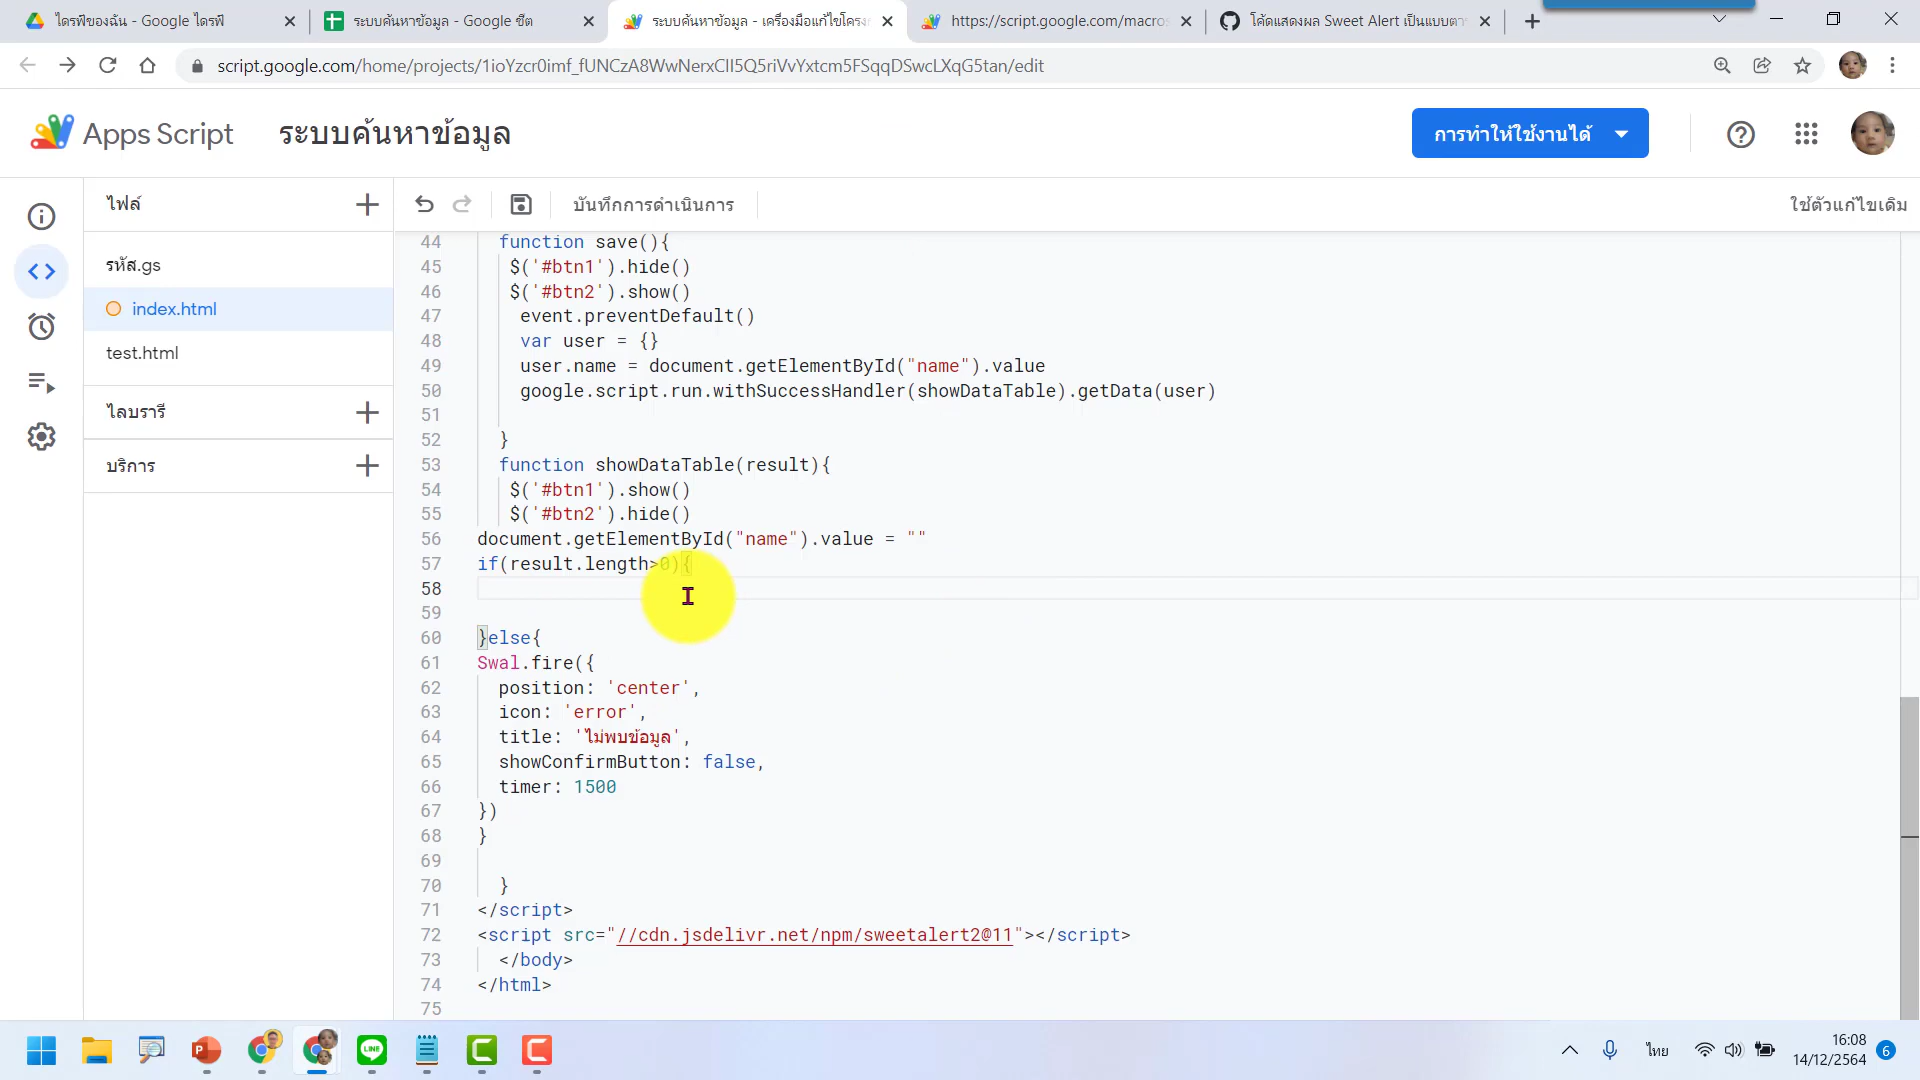 ไดรฟ์ของฉัน - Google ไดรฟ์
ระบบค้นหาข้อมูล - Google ชีต
ระบบค้นหาข้อมูล - เครื่องมือแก้ไขโครง
https://script.google.com/macros
โค้ดแสดงผล Sweet Alert เป็นแบบตา
script.google.com/home/projects/1ioYzcr0imf_fUNCzA8WwNerxCII5Q5riVvYxtcm5FSqqDSwcLXqG5tan/edit
Apps Script
ระบบค้นหาข้อมูล
การทำให้ใช้งานได้
ไฟล์
บันทึกการดำเนินการ
ใช้ตัวแก้ไขเดิม
รหัส.gs
index.html
test.html
ไลบรารี
บริการ
44 function save(){
45 $('#btn1').hide()
46 $('#btn2').show()
47 event.preventDefault()
48 var user = {}
49 user.name = document.getElementById("name").value
50 google.script.run.withSuccessHandler(showDataTable).getData(user)
51
52 }
53 function showDataTable(result){
54 $('#btn1').show()
55 $('#btn2').hide()
56 document.getElementById("name").value = ""
57 if(result.length>0){
58
59
60 }else{
61 Swal.fire({
62 position: 'center',
63 icon: 'error',
64 title: 'ไม่พบข้อมูล',
65 showConfirmButton: false,
66 timer: 1500
67 })
68 }
69
70 }
71 </script>
72 <script src="//cdn.jsdelivr.net/npm/sweetalert2@11"></script>
73 </body>
74 </html>
75
LINE
ไทย
16:08
14/12/2564
6